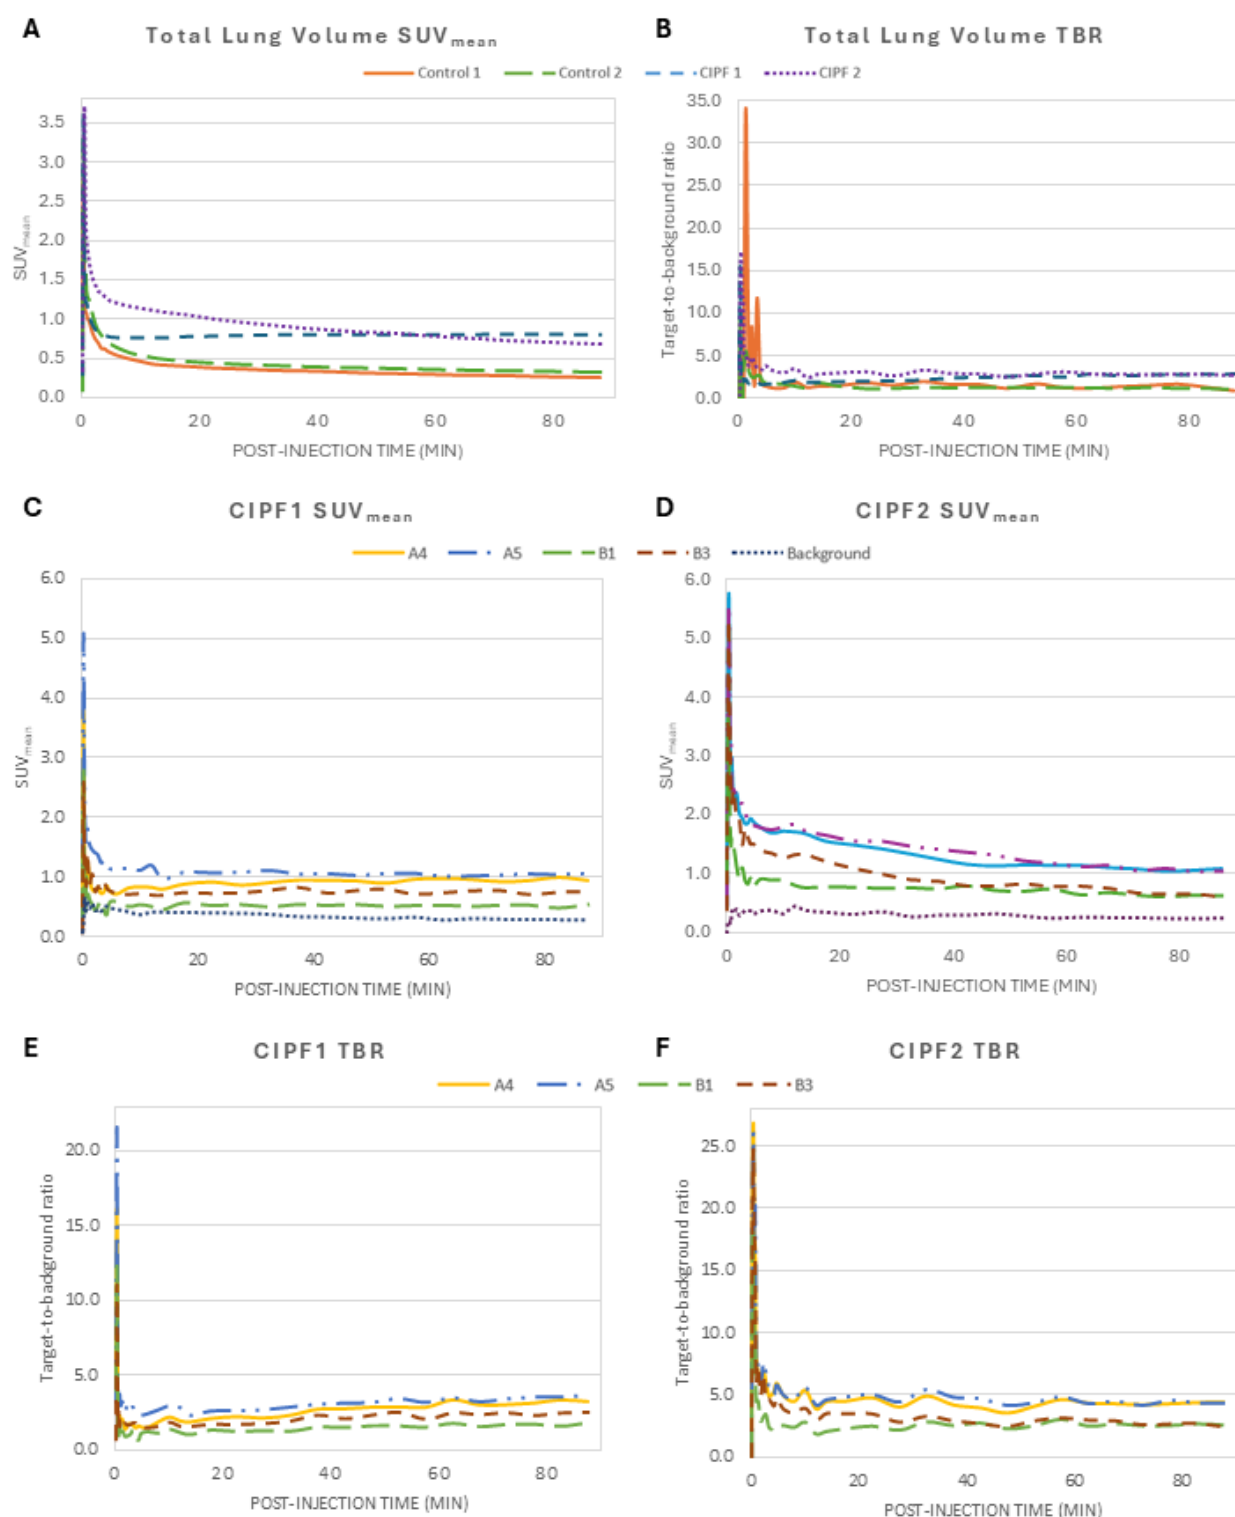 A
Total Lung Volume SUVmean
B
Total Lung Volume TBR
Control 1 Control 2 CIPF 1 CIPF 2
3.5
3.0
2.5
2.0
1.5
1.0
0.5
0.0
SUVmean
0 20 40 60 80
POST-INJECTION TIME (MIN)
35.0
30.0
25.0
20.0
15.0
10.0
5.0
0.0
Target-to-background ratio
0 20 40 60 80
POST-INJECTION TIME (MIN)
C
CIPF1 SUVmean
D
CIPF2 SUVmean
A4 A5 B1 B3 Background
6.0
5.0
4.0
3.0
2.0
1.0
0.0
SUVmean
0 20 40 60 80
POST-INJECTION TIME (MIN)
6.0
5.0
4.0
3.0
2.0
1.0
0.0
SUVmean
0 20 40 60 80
POST-INJECTION TIME (MIN)
E
CIPF1 TBR
F
CIPF2 TBR
A4 A5 B1 B3
20.0
15.0
10.0
5.0
0.0
Target-to-background ratio
0 20 40 60 80
POST-INJECTION TIME (MIN)
25.0
20.0
15.0
10.0
5.0
0.0
Target-to-background ratio
0 20 40 60 80
POST-INJECTION TIME (MIN)